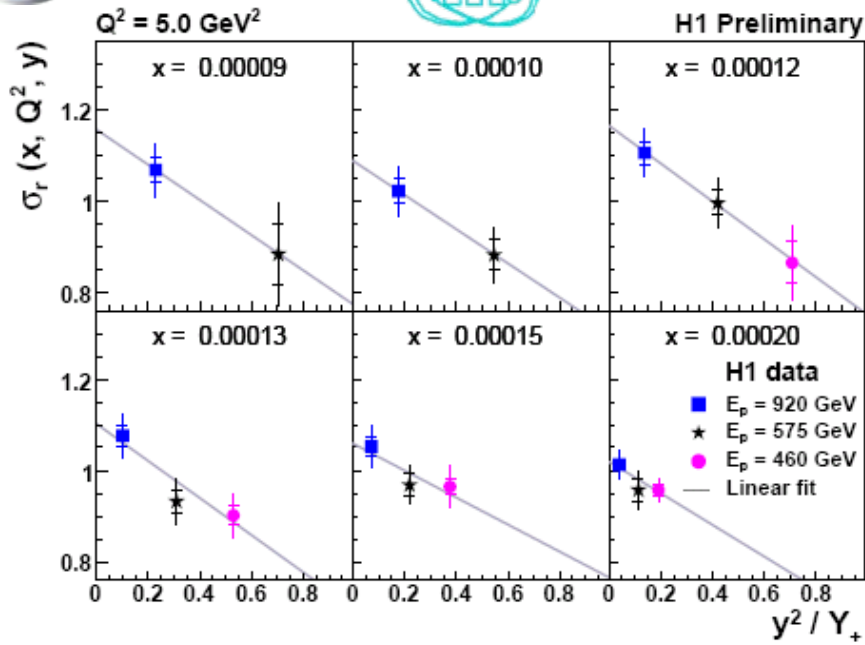 Q² = 5.0 GeV²
H1 Preliminary
σᵣ (x, Q², y)
x = 0.00009
x = 0.00010
x = 0.00012
1.2
1
0.8
x = 0.00013
x = 0.00015
x = 0.00020
H1 data
Eₚ = 920 GeV
Eₚ = 575 GeV
Eₚ = 460 GeV
Linear fit
1.2
1
0.8
0 0.2 0.4 0.6 0.8 0 0.2 0.4 0.6 0.8 0 0.2 0.4 0.6 0.8
y² / Y₊